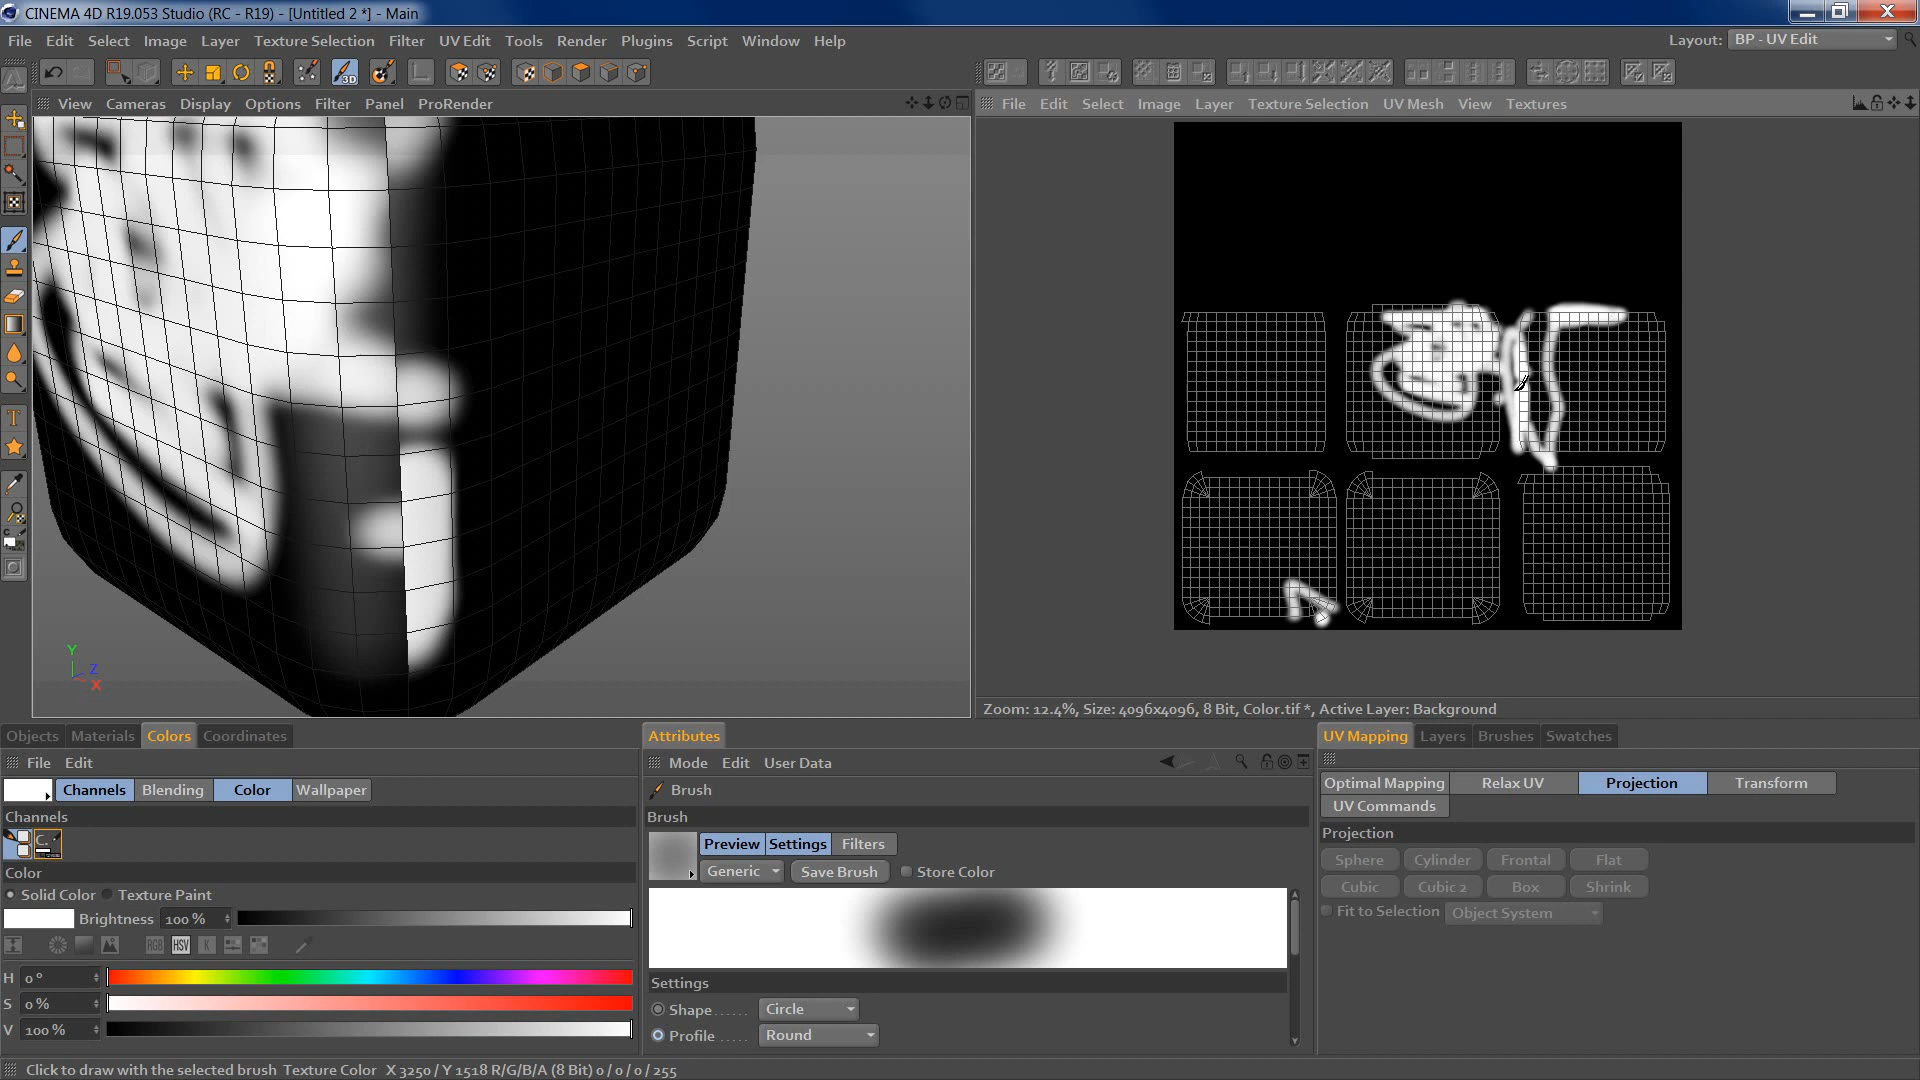 CINEMA 4D R19.053 Studio (RC - R19) - [Untitled 2 *] - Main
File Edit Select Image Layer Texture Selection Filter UV Edit Tools Render Plugins Script Window Help
Layout: BP - UV Edit
3D
View Cameras Display Options Filter Panel ProRender
File Edit Select Image Layer Texture Selection UV Mesh View Textures
Y
Z
X
Zoom: 12.4%, Size: 4096x4096, 8 Bit, Color.tif *, Active Layer: Background
Objects Materials Colors Coordinates
File Edit
Channels Blending Color Wallpaper
Channels
C.
Color
Solid Color Texture Paint
Brightness 100 %
RGB HSV K
H 0 °
S 0 %
V 100 %
Attributes
Mode Edit User Data
Brush
Brush
Preview Settings Filters
Generic Save Brush Store Color
Settings
Shape...... Circle
Profile ..... Round
UV Mapping Layers Brushes Swatches
Optimal Mapping Relax UV Projection Transform
UV Commands
Projection
Sphere Cylinder Frontal Flat
Cubic Cubic 2 Box Shrink
Fit to Selection Object System
Click to draw with the selected brush Texture Color X 3250 / Y 1518 R/G/B/A (8 Bit) 0 / 0 / 0 / 255